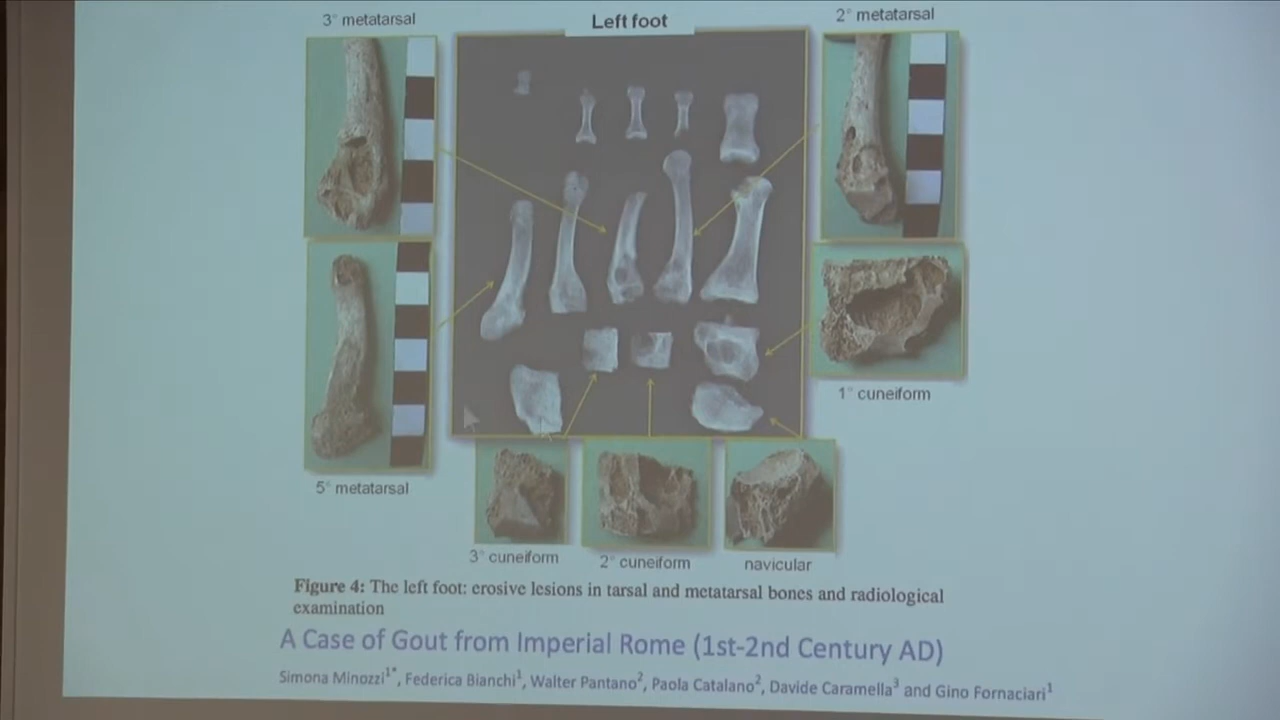 Left foot
3° metatarsal
2° metatarsal
1° cuneiform
5° metatarsal
3° cuneiform
2° cuneiform
navicular
Figure 4: The left foot: erosive lesions in tarsal and metatarsal bones and radiological
examination
A Case of Gout from Imperial Rome (1st-2nd Century AD)
Simona Minozzi1*, Federica Bianchi1, Walter Pantano2, Paola Catalano2, Davide Caramella3 and Gino Fornaciari1